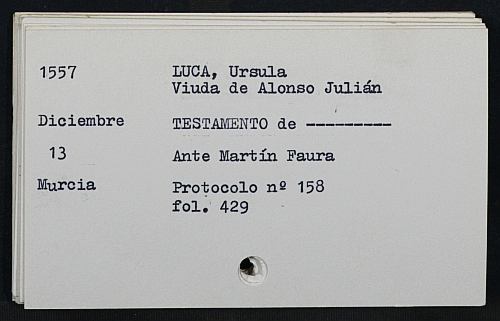 1557 LUCA, Ursula
Viuda de Alonso Julián
Diciembre TESTAMENTO de ---------
13 Ante Martín Faura
Murcia Protocolo nº 158
fol. 429